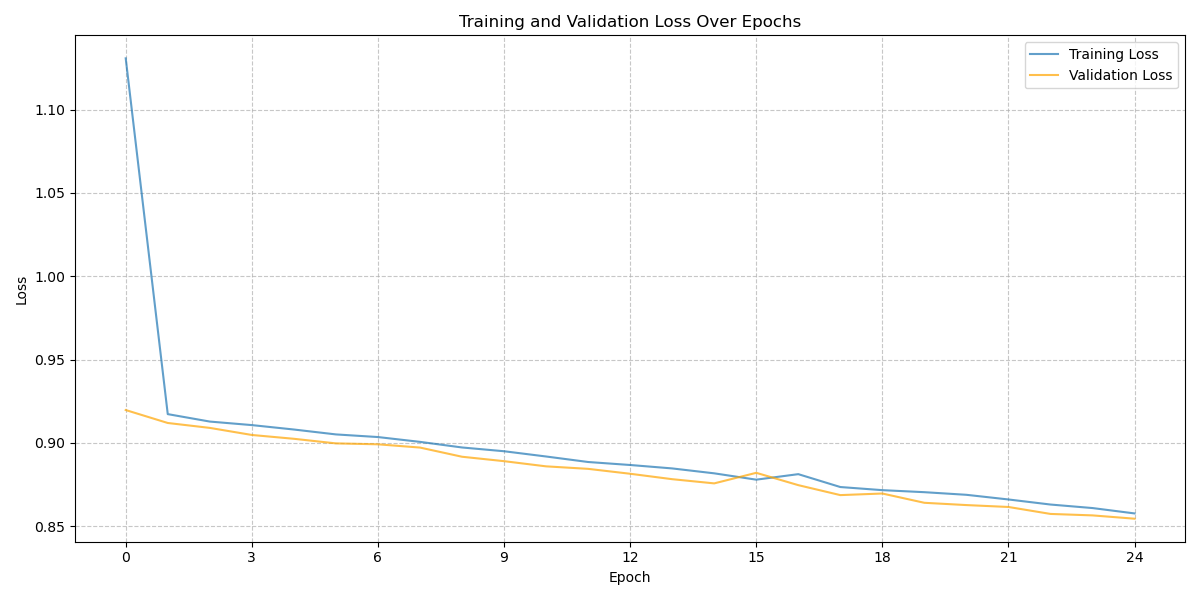 Training and Validation Loss Over Epochs
Training Loss
Validation Loss
1.10
1.05
1.00
0.95
0.90
0.85
Loss
0 3 6 9 12 15 18 21 24
Epoch